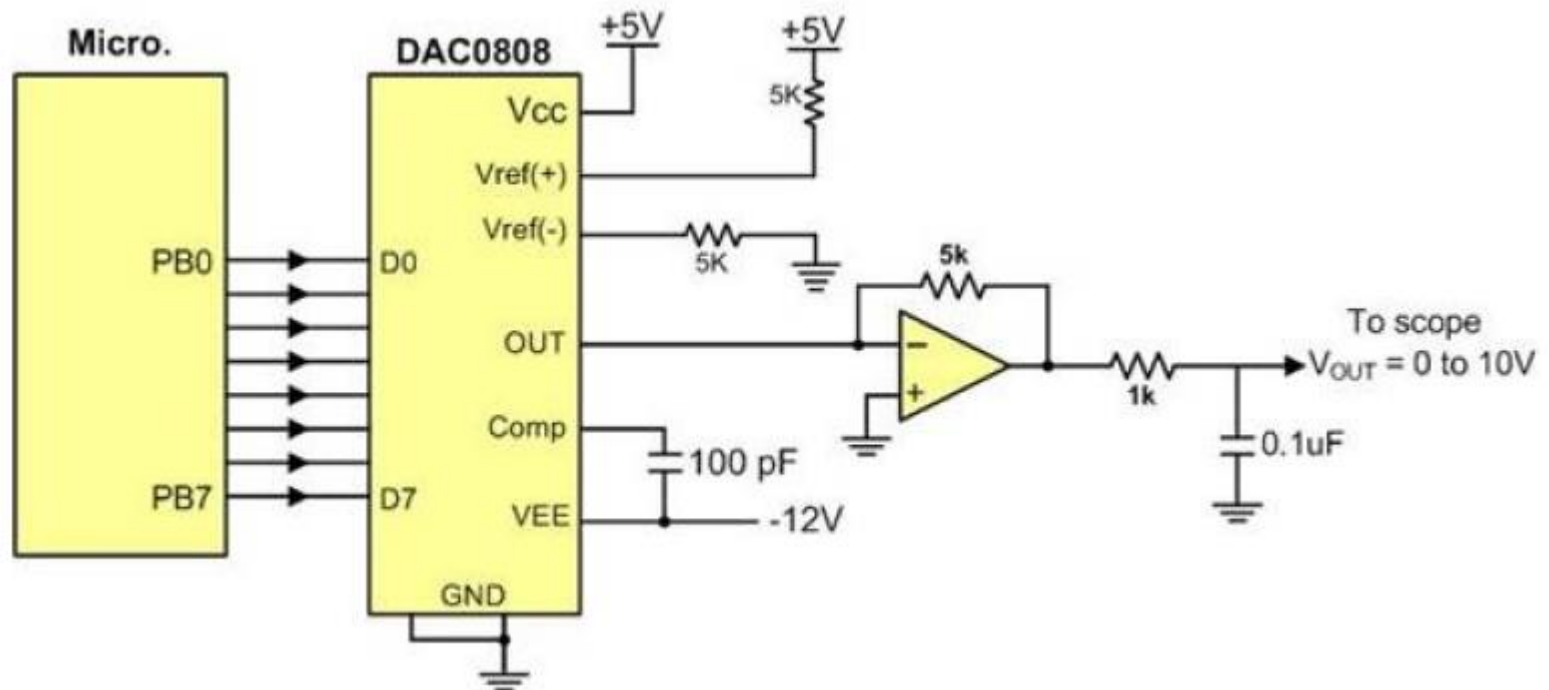 Micro.
PB0
PB7
DAC0808
Vcc
Vref(+)
Vref(-)
D0
OUT
Comp
D7
VEE
GND
+5V
+5V
5K
5K
100 pF
-12V
5k
−
+
1k
0.1uF
To scope
VOUT = 0 to 10V